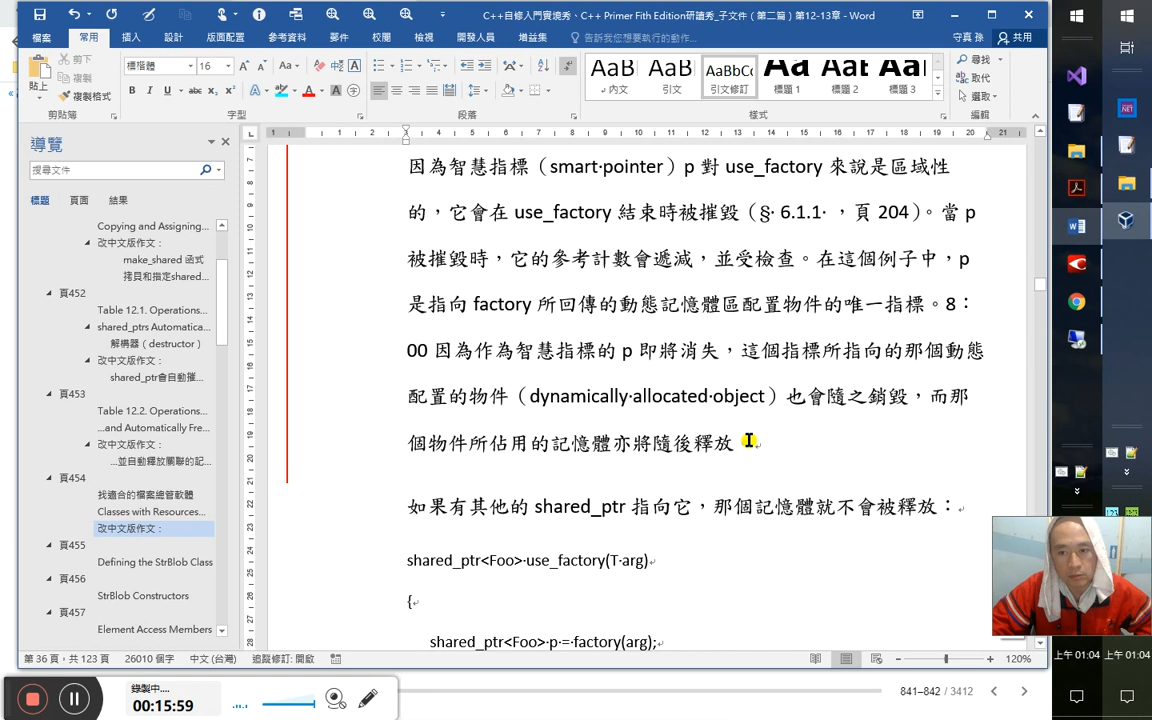 C++自修入門實境秀、C++ Primer Fith Edition研讀秀_子文件（第二篇）第12-13章 - Word
檔案 常用 插入 設計 版面配置 參考資料 郵件 校閱 檢視 開發人員 增益集 告訴我您想要執行的動作... 守真 孫 共用
貼上 剪下 複製 複製格式 剪貼簿
標楷體 16 字型
段落
AaB 內文 AaB 引文 AaBbCc 引文修訂 Aa 標題 1 Aab 標題 2 Aal 標題 3 樣式
尋找 取代 選取 編輯
導覽
搜尋文件
標題 頁面 結果
Copying and Assigning...
改中文版作文：
make_shared 函式
拷貝和指定shared...
頁452
Table 12.1. Operations...
shared_ptrs Automatica...
解構器（destructor）
改中文版作文：
shared_ptr會自動摧...
頁453
Table 12.2. Operations...
...and Automatically Fre...
改中文版作文：
...並自動釋放關聯的記...
頁454
找適合的檔案總管軟體
Classes with Resources...
改中文版作文：
頁455
Defining the StrBlob Class
頁456
StrBlob Constructors
頁457
Element Access Members
因為智慧指標（smart·pointer）p 對 use_factory 來說是區域性
的，它會在 use_factory 結束時被摧毀（§· 6.1.1· ，頁 204）。當 p
被摧毀時，它的參考計數會遞減，並受檢查。在這個例子中，p
是指向 factory 所回傳的動態記憶體區配置物件的唯一指標。8：
00 因為作為智慧指標的 p 即將消失，這個指標所指向的那個動態
配置的物件（dynamically·allocated·object）也會隨之銷毀，而那
個物件所佔用的記憶體亦將隨後釋放
如果有其他的 shared_ptr 指向它，那個記憶體就不會被釋放：
shared_ptr<Foo>·use_factory(T·arg)
{
shared_ptr<Foo>·p·=·factory(arg);
第 36 頁，共 123 頁 26010 個字 中文 (台灣) 追蹤修訂: 開啟 120%
錄製中....
00:15:59
841–842 / 3412
上午 01:04 上午 01:04